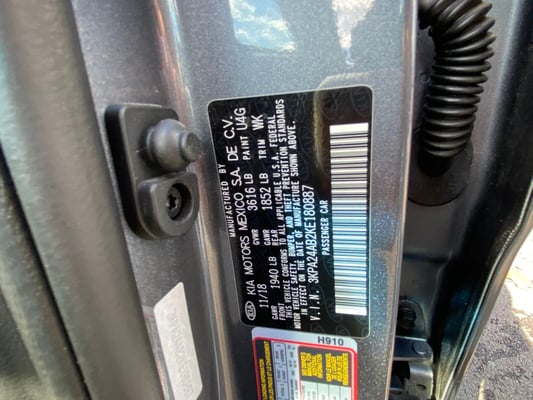 MANUFACTURED BY
KIA KIA MOTORS MEXICO S.A. DE C.V.
11/18 GVWR 3616 LB PAINT U4G
GAWR FRONT 1940 LB GAWR REAR 1852 LB TRIM WK
THIS VEHICLE CONFORMS TO ALL APPLICABLE U.S.A. FEDERAL
MOTOR VEHICLE SAFETY, BUMPER, AND THEFT PREVENTION STANDARDS
IN EFFECT ON THE DATE OF MANUFACTURE SHOWN ABOVE.
V.I.N. 3KPA24AB2KE180887
PASSENGER CAR
H910